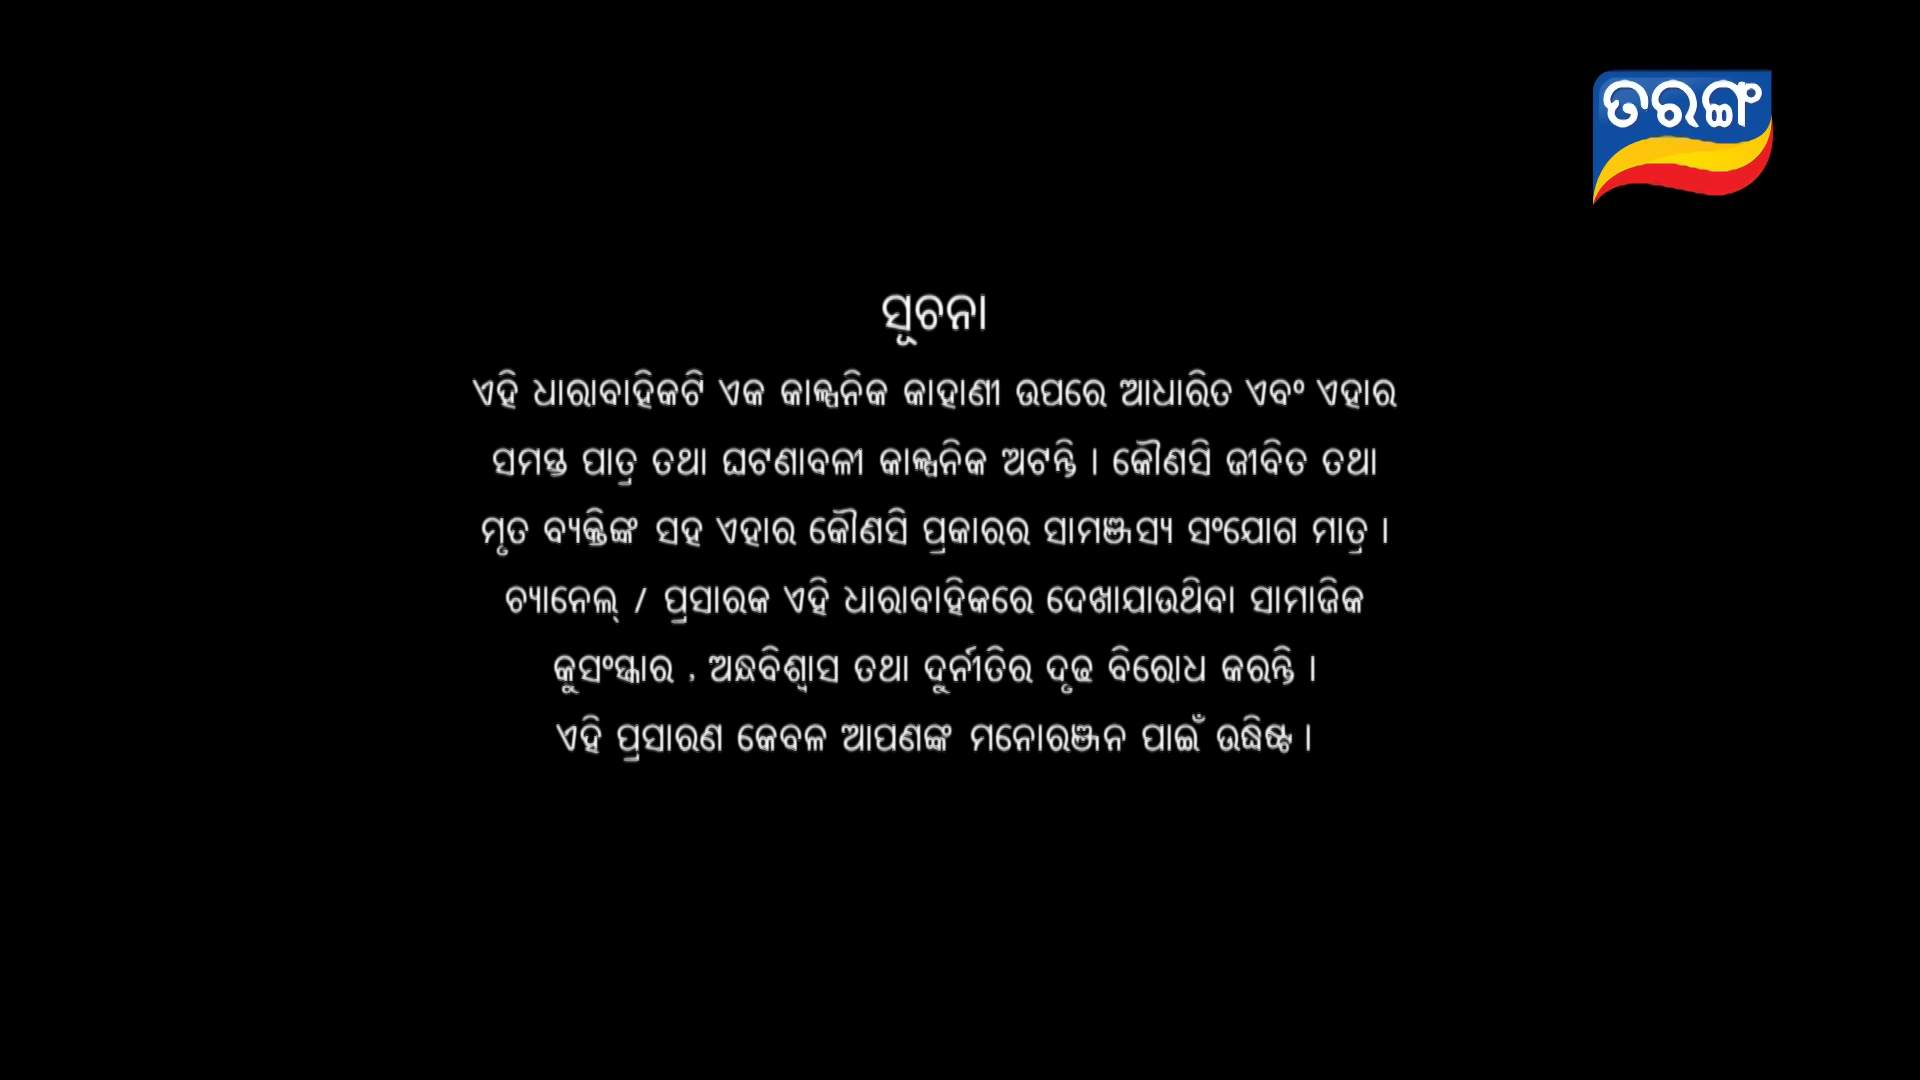 ତରଙ୍ଗ
ସୂଚନା
ଏହି ଧାରାବାହିକଟି ଏକ କାଳ୍ପନିକ କାହାଣୀ ଉପରେ ଆଧାରିତ ଏବଂ ଏହାର
ସମସ୍ତ ପାତ୍ର ତଥା ଘଟଣାବଳୀ କାଳ୍ପନିକ ଅଟନ୍ତି । କୌଣସି ଜୀବିତ ତଥା
ମୃତ ବ୍ୟକ୍ତିଙ୍କ ସହ ଏହାର କୌଣସି ପ୍ରକାରର ସାମଞ୍ଜସ୍ୟ ସଂଯୋଗ ମାତ୍ର ।
ଚ୍ୟାନେଲ୍ / ପ୍ରସାରକ ଏହି ଧାରାବାହିକରେ ଦେଖାଯାଉଥିବା ସାମାଜିକ
କୁସଂସ୍କାର , ଅନ୍ଧବିଶ୍ୱାସ ତଥା ଦୁର୍ନୀତିର ଦୃଢ ବିରୋଧ କରନ୍ତି ।
ଏହି ପ୍ରସାରଣ କେବଳ ଆପଣଙ୍କ ମନୋରଞ୍ଜନ ପାଇଁ ଉଦ୍ଧିଷ୍ଟ ।